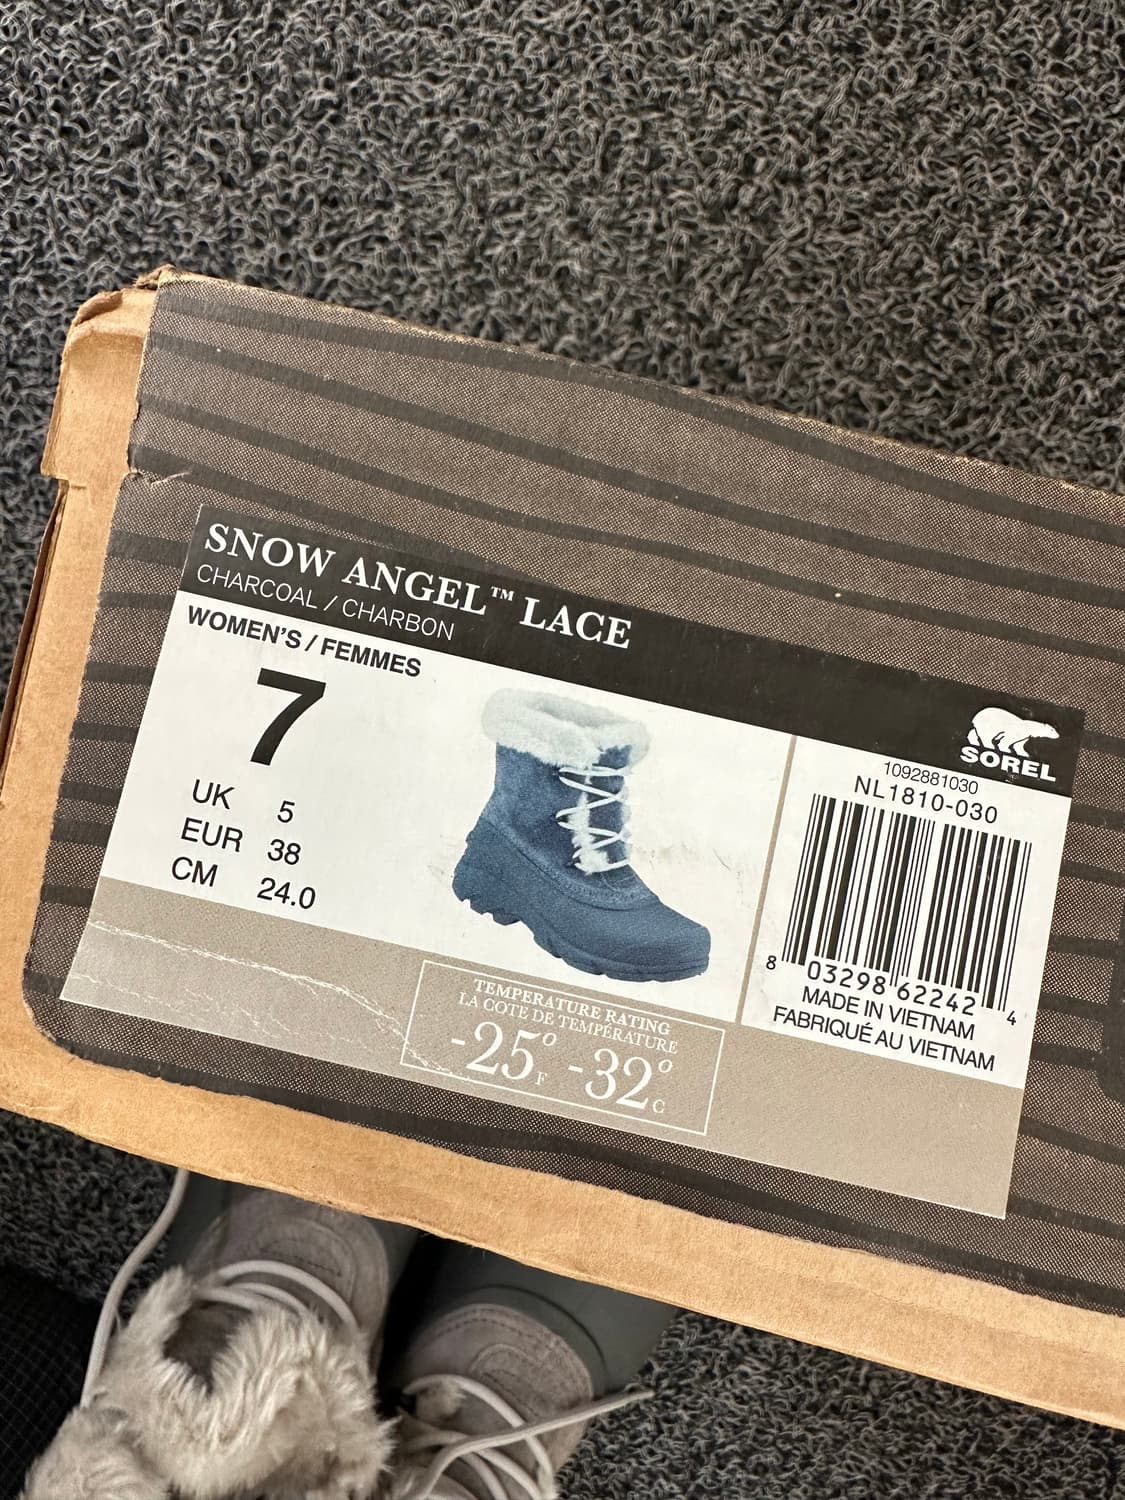 SNOW ANGEL™ LACE
CHARCOAL / CHARBON
WOMEN'S / FEMMES
7
UK 5
EUR 38
CM 24.0
TEMPERATURE RATING
LA COTE DE TEMPÉRATURE
-25°F -32°C
SOREL
1092881030
NL1810-030
8 03298 62242 4
MADE IN VIETNAM
FABRIQUÉ AU VIETNAM